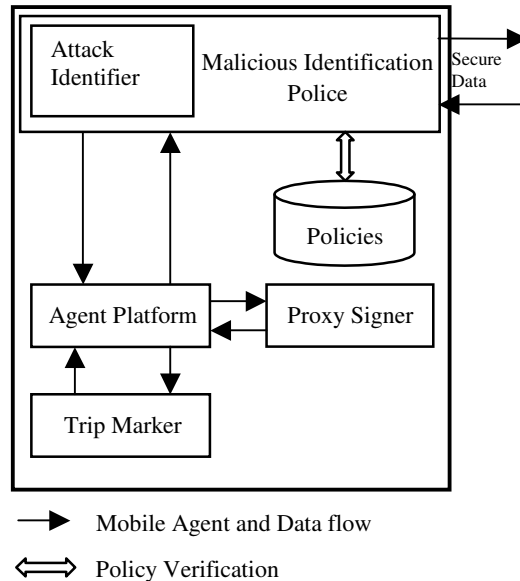 Attack
Identifier
Malicious Identification
Police
Secure
Data
Policies
Agent Platform
Proxy Signer
Trip Marker
Mobile Agent and Data flow
Policy Verification